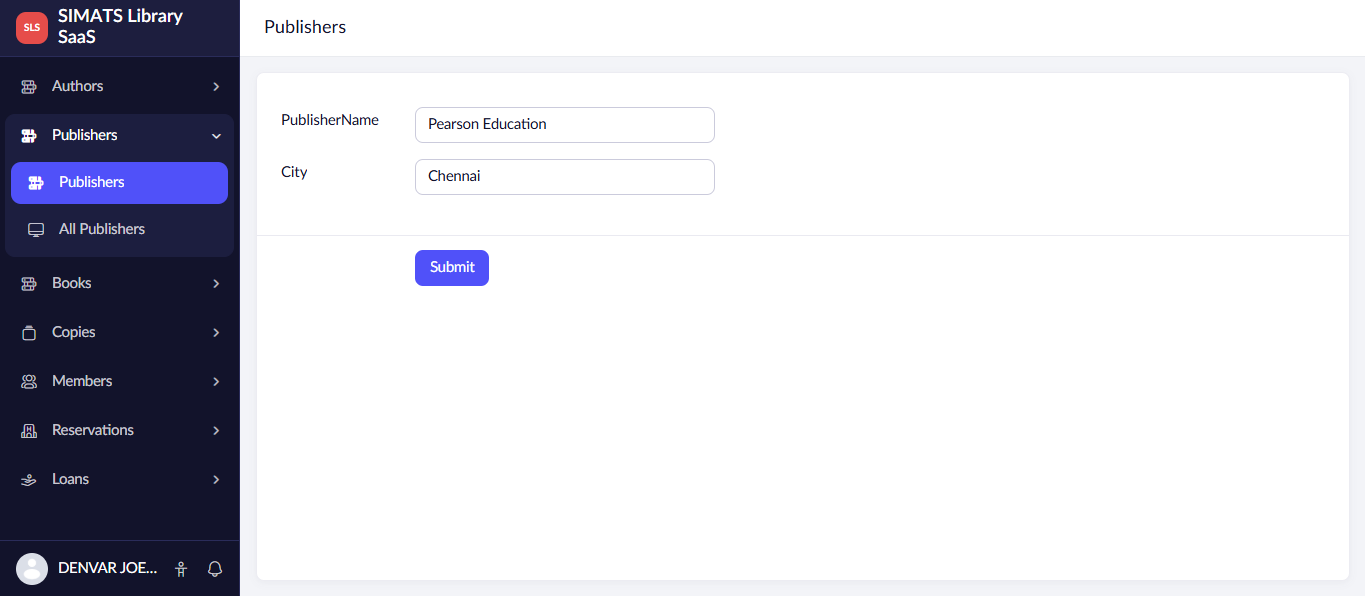 SLS
SIMATS Library
SaaS
Authors
Publishers
Publishers
All Publishers
Books
Copies
Members
Reservations
Loans
DENVAR JOE...
Publishers
PublisherName
Pearson Education
City
Chennai
Submit